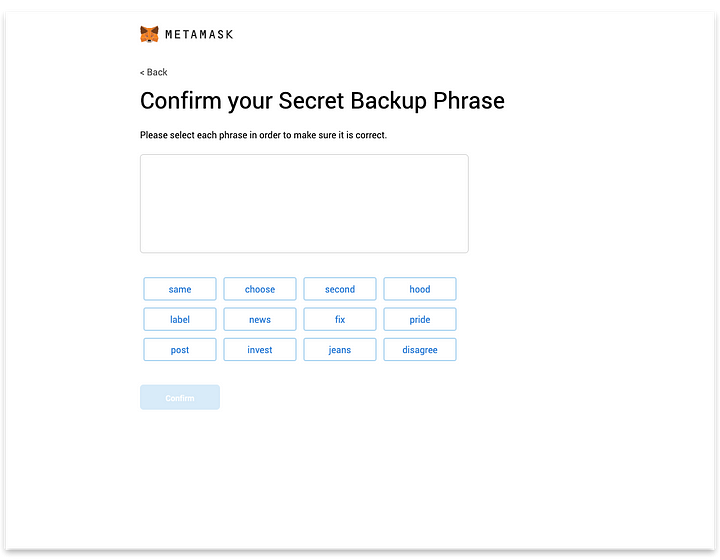 METAMASK
< Back
Confirm your Secret Backup Phrase
Please select each phrase in order to make sure it is correct.
same choose second hood
label news fix pride
post invest jeans disagree
Confirm